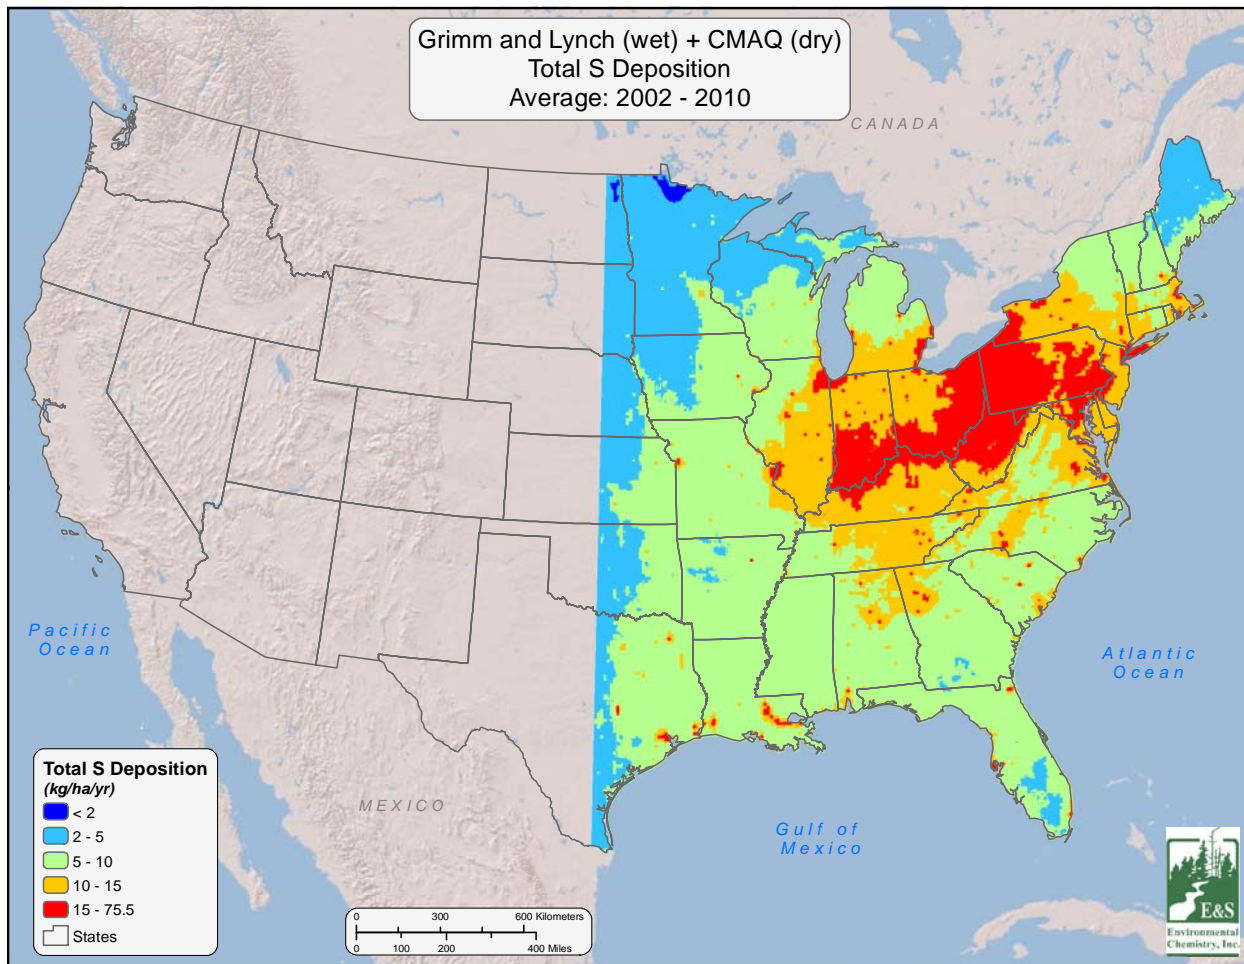 Grimm and Lynch (wet) + CMAQ (dry)
Total S Deposition
Average: 2002 - 2010
CANADA
Pacific
Ocean
Atlantic
Ocean
MEXICO
Gulf of
Mexico
Total S Deposition
(kg/ha/yr)
< 2
2 - 5
5 - 10
10 - 15
15 - 75.5
States
0 300 600 Kilometers
0 100 200 400 Miles
E&S
Environmental
Chemistry, Inc.